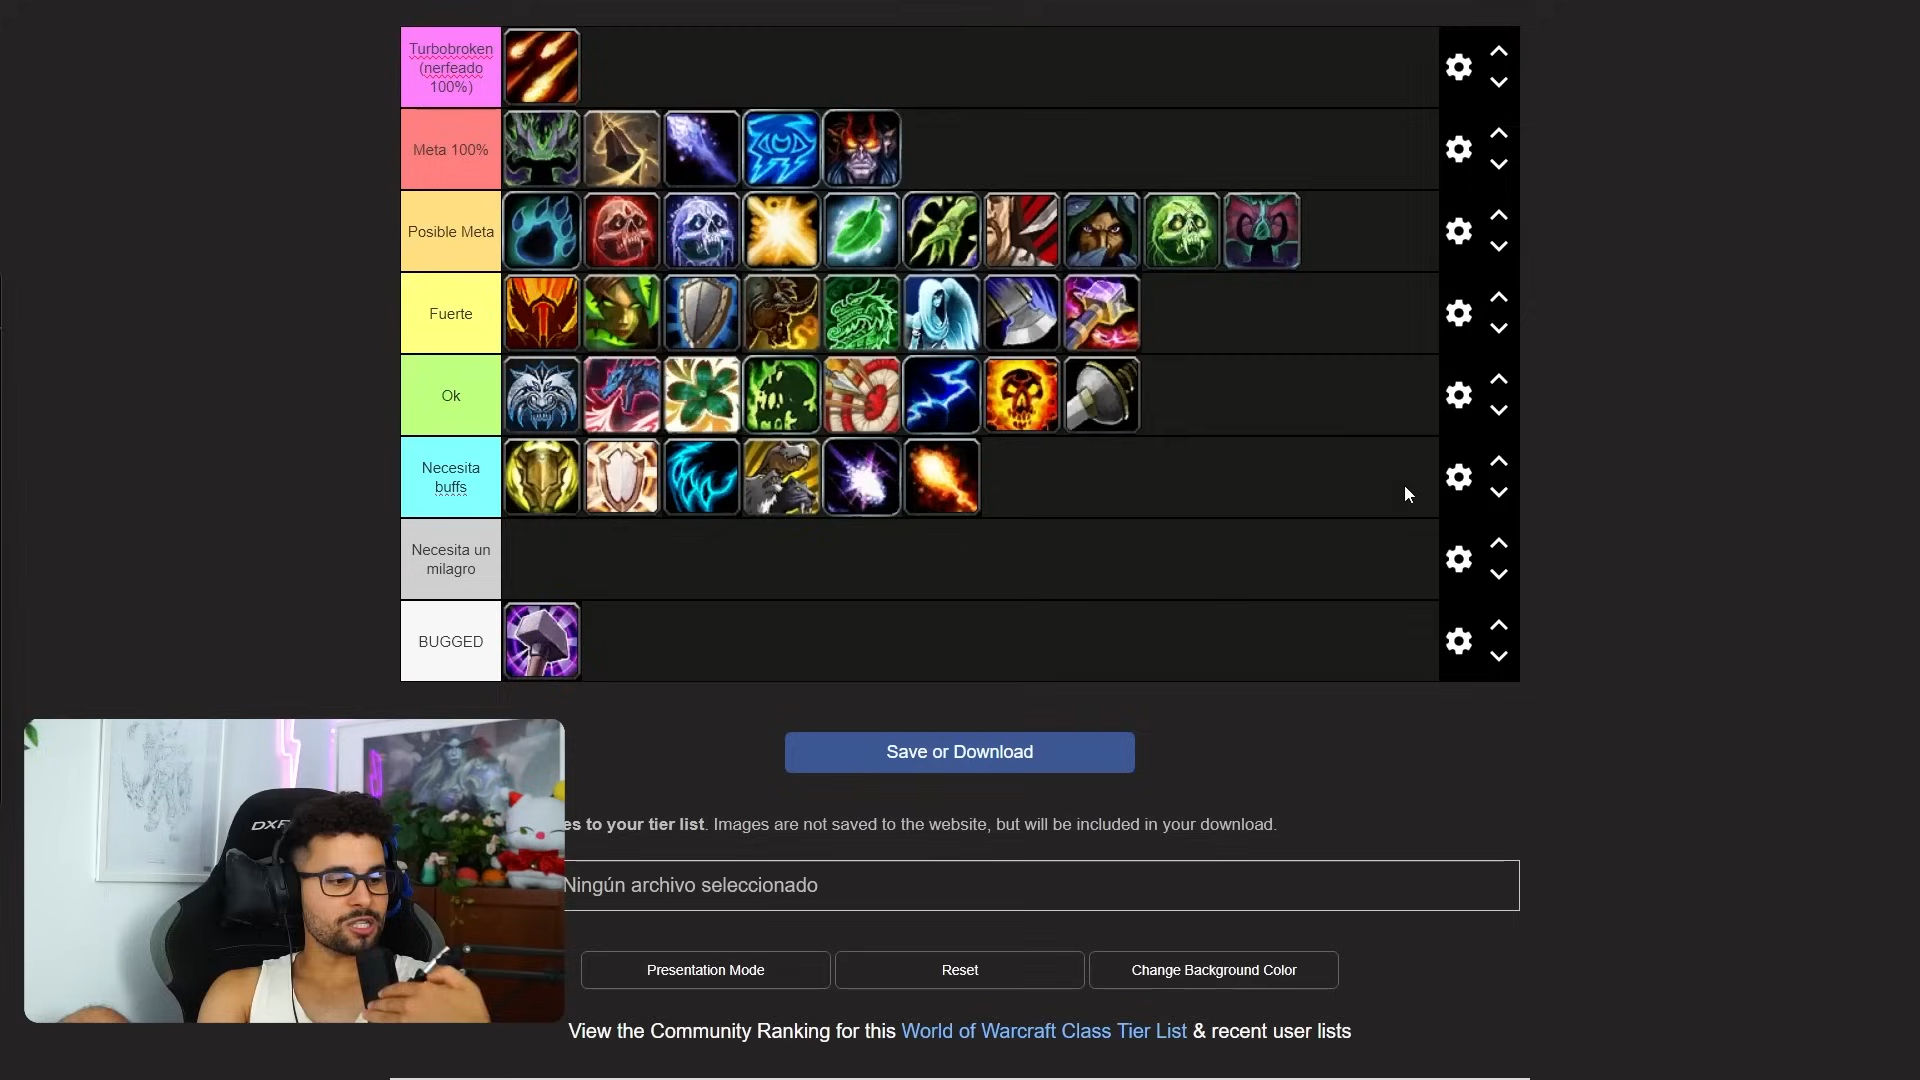 Turbobroken
(nerfeado
100%)
Meta 100%
Posible Meta
Fuerte
Ok
Necesita
buffs
Necesita un
milagro
BUGGED
Save or Download
es to your tier list. Images are not saved to the website, but will be included in your download.
Ningún archivo seleccionado
Presentation Mode
Reset
Change Background Color
View the Community Ranking for this World of Warcraft Class Tier List & recent user lists